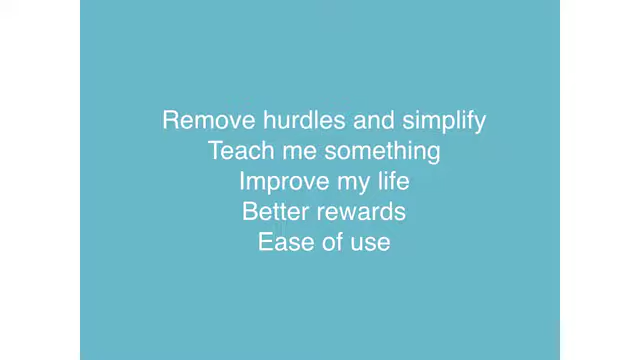 Remove hurdles and simplify
Teach me something
Improve my life
Better rewards
Ease of use